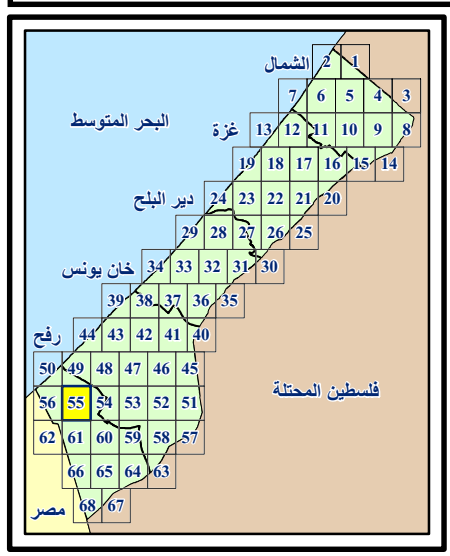 الشمال 2 1
7 6 5 4 3
البحر المتوسط
غزة 13 12 11 10 9 8
19 18 17 16 15 14
دير البلح 24 23 22 21 20
29 28 27 26 25
خان يونس 34 33 32 31 30
39 38 37 36 35
رفح 44 43 42 41 40
50 49 48 47 46 45
فلسطين المحتلة
56 55 54 53 52 51
62 61 60 59 58 57
66 65 64 63
مصر 68 67